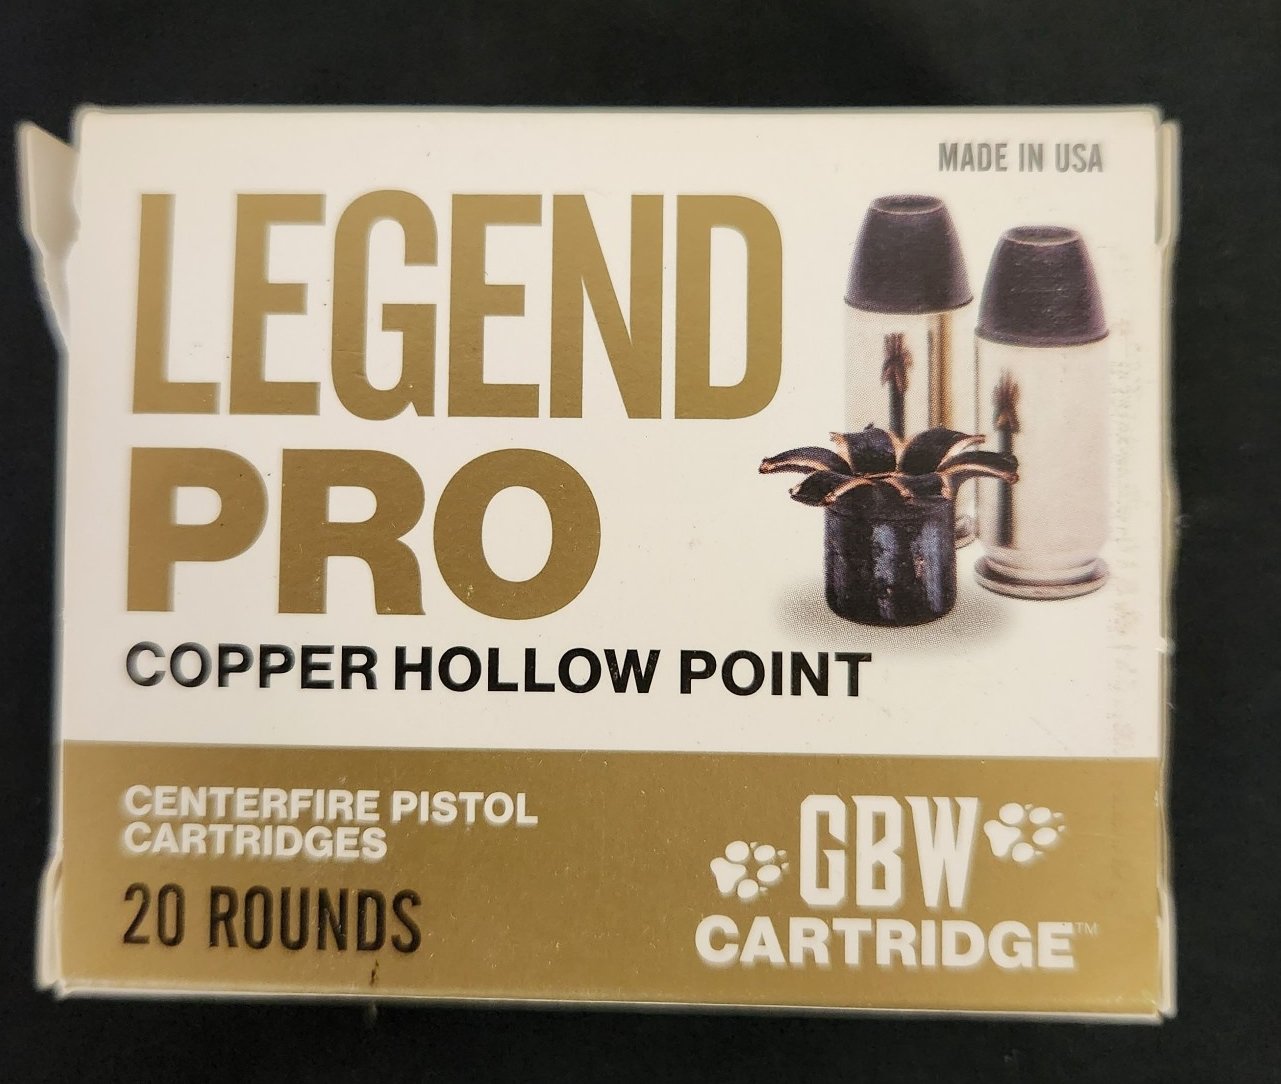 MADE IN USA
LEGEND
PRO
COPPER HOLLOW POINT
CENTERFIRE PISTOL
CARTRIDGES
20 ROUNDS
GBW
CARTRIDGE™